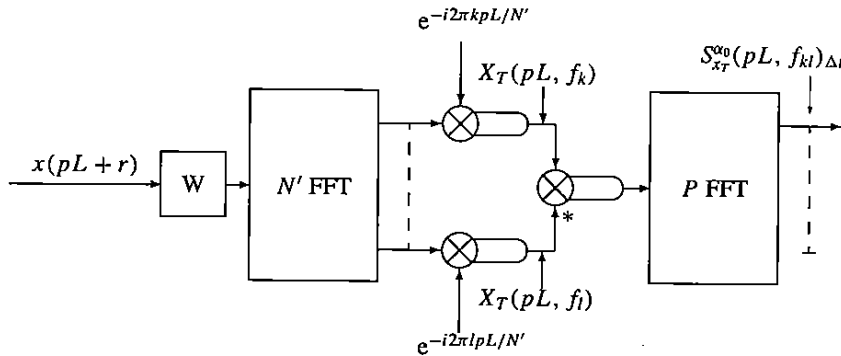 e^{-i2πkpL/N′}
X_T(pL, f_k)
S^{α_0}_{x_T}(pL, f_{kl})_{Δt}
x(pL + r)
W
N′ FFT
P FFT
*
X_T(pL, f_l)
e^{-i2πlpL/N′}